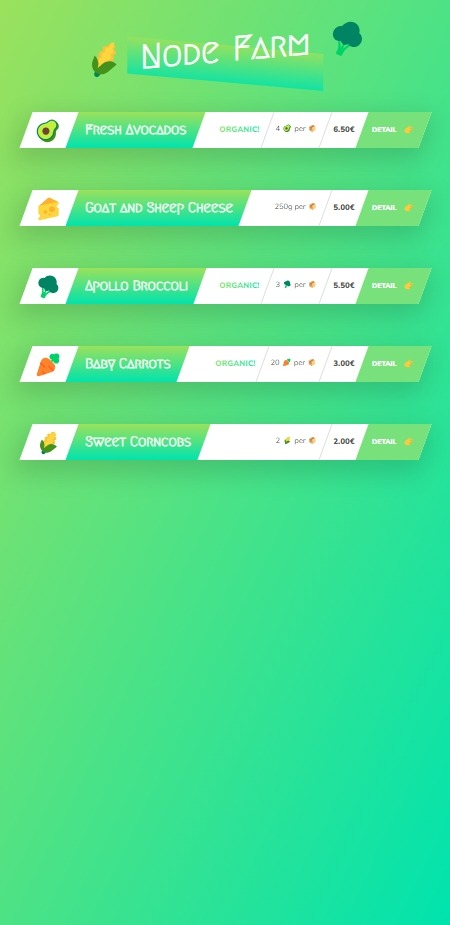 🌽 Node Farm 🥦
🥑 Fresh Avocados ORGANIC! 4 🥑 per 📦 6.50€ DETAIL 👉
🧀 Goat and Sheep Cheese 250g per 📦 5.00€ DETAIL 👉
🥦 Apollo Broccoli ORGANIC! 3 🥦 per 📦 5.50€ DETAIL 👉
🥕 Baby Carrots ORGANIC! 20 🥕 per 📦 3.00€ DETAIL 👉
🌽 Sweet Corncobs 2 🌽 per 📦 2.00€ DETAIL 👉